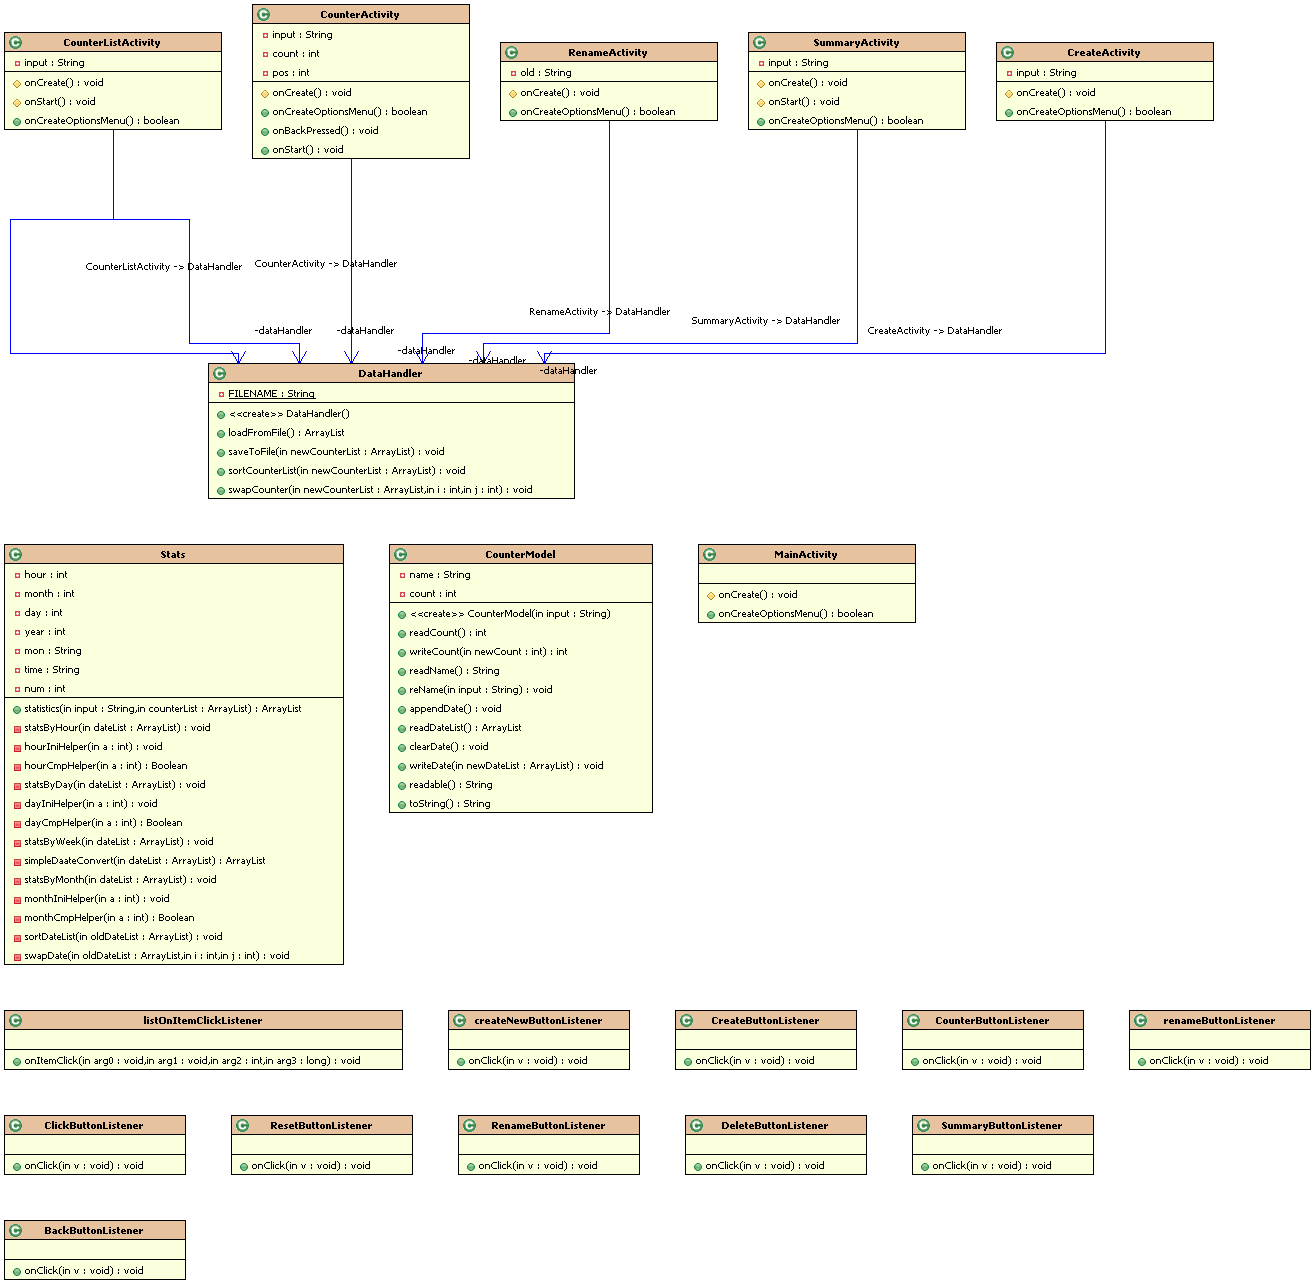 CounterListActivity
input : String
onCreate() : void
onStart() : void
onCreateOptionsMenu() : boolean
CounterActivity
input : String
count : int
pos : int
onCreate() : void
onCreateOptionsMenu() : boolean
onBackPressed() : void
onStart() : void
RenameActivity
old : String
onCreate() : void
onCreateOptionsMenu() : boolean
SummaryActivity
input : String
onCreate() : void
onStart() : void
onCreateOptionsMenu() : boolean
CreateActivity
input : String
onCreate() : void
onCreateOptionsMenu() : boolean
CounterListActivity -> DataHandler
CounterActivity -> DataHandler
RenameActivity -> DataHandler
SummaryActivity -> DataHandler
CreateActivity -> DataHandler
-dataHandler
-dataHandler
-dataHandler
-dataHandler
-dataHandler
DataHandler
FILENAME : String
<<create>> DataHandler()
loadFromFile() : ArrayList
saveToFile(in newCounterList : ArrayList) : void
sortCounterList(in newCounterList : ArrayList) : void
swapCounter(in newCounterList : ArrayList,in i : int,in j : int) : void
Stats
hour : int
month : int
day : int
year : int
mon : String
time : String
num : int
statistics(in input : String,in counterList : ArrayList) : ArrayList
statsByHour(in dateList : ArrayList) : void
hourIniHelper(in a : int) : void
hourCmpHelper(in a : int) : Boolean
statsByDay(in dateList : ArrayList) : void
dayIniHelper(in a : int) : void
dayCmpHelper(in a : int) : Boolean
statsByWeek(in dateList : ArrayList) : void
simpleDaateConvert(in dateList : ArrayList) : ArrayList
statsByMonth(in dateList : ArrayList) : void
monthIniHelper(in a : int) : void
monthCmpHelper(in a : int) : Boolean
sortDateList(in oldDateList : ArrayList) : void
swapDate(in oldDateList : ArrayList,in i : int,in j : int) : void
CounterModel
name : String
count : int
<<create>> CounterModel(in input : String)
readCount() : int
writeCount(in newCount : int) : int
readName() : String
reName(in input : String) : void
appendDate() : void
readDateList() : ArrayList
clearDate() : void
writeDate(in newDateList : ArrayList) : void
readable() : String
toString() : String
MainActivity
onCreate() : void
onCreateOptionsMenu() : boolean
listOnItemClickListener
onItemClick(in arg0 : void,in arg1 : void,in arg2 : int,in arg3 : long) : void
createNewButtonListener
onClick(in v : void) : void
CreateButtonListener
onClick(in v : void) : void
CounterButtonListener
onClick(in v : void) : void
renameButtonListener
onClick(in v : void) : void
ClickButtonListener
onClick(in v : void) : void
ResetButtonListener
onClick(in v : void) : void
RenameButtonListener
onClick(in v : void) : void
DeleteButtonListener
onClick(in v : void) : void
SummaryButtonListener
onClick(in v : void) : void
BackButtonListener
onClick(in v : void) : void